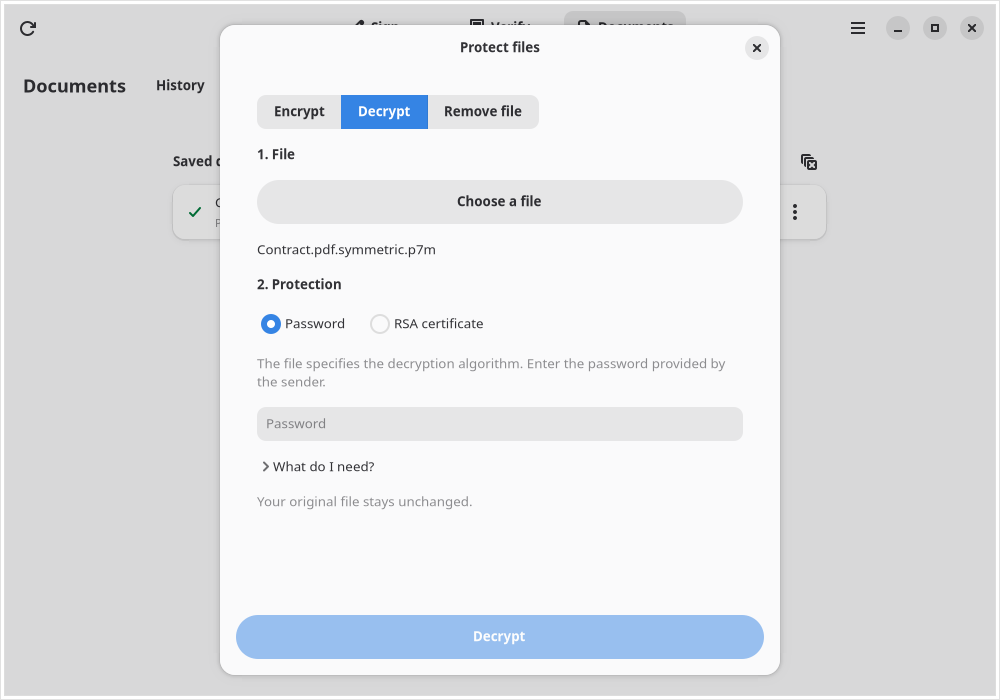 Protect files
Documents
History
Encrypt
Decrypt
Remove file
1. File
Saved
Choose a file
Contract.pdf.symmetric.p7m
2. Protection
Password
RSA certificate
The file specifies the decryption algorithm. Enter the password provided by
the sender.
Password
What do I need?
Your original file stays unchanged.
Decrypt